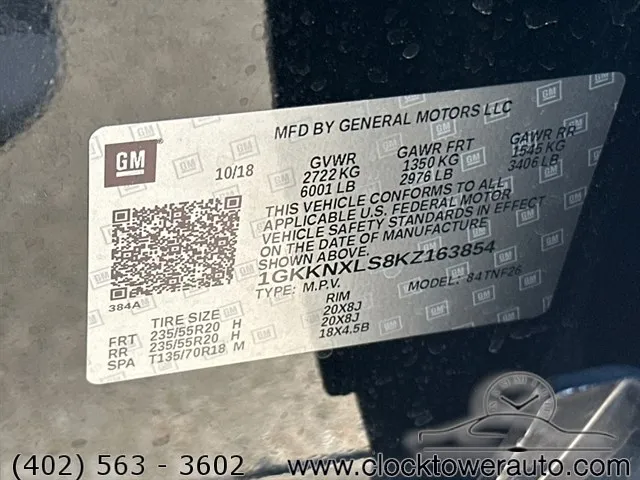 MFD BY GENERAL MOTORS LLC
GM
10/18
GVWR GAWR FRT GAWR RR
2722 KG 1350 KG 1545 KG
6001 LB 2976 LB 3406 LB
THIS VEHICLE CONFORMS TO ALL
APPLICABLE U.S. FEDERAL MOTOR
VEHICLE SAFETY STANDARDS IN EFFECT
ON THE DATE OF MANUFACTURE
SHOWN ABOVE.
1GKKNXLS8KZ163854
TYPE: M.P.V. MODEL: 84TNF26
384A
TIRE SIZE RIM
FRT 235/55R20 H 20X8J
RR 235/55R20 H 20X8J
SPA T135/70R18 M 18X4.5B
(402) 563 - 3602 www.clocktowerauto.com